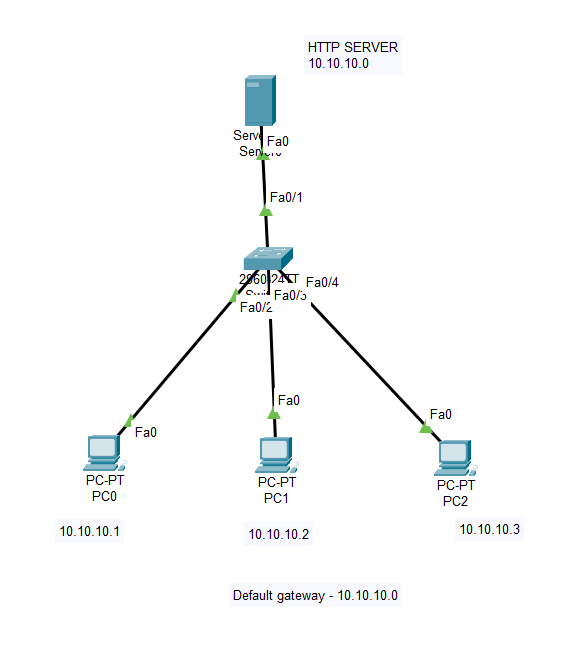 HTTP SERVER
10.10.10.0
Fa0
Fa0/1
Fa0/4
Fa0/3
Fa0/2
Fa0
Fa0
Fa0
PC-PT
PC0
PC-PT
PC1
PC-PT
PC2
10.10.10.1
10.10.10.2
10.10.10.3
Default gateway - 10.10.10.0